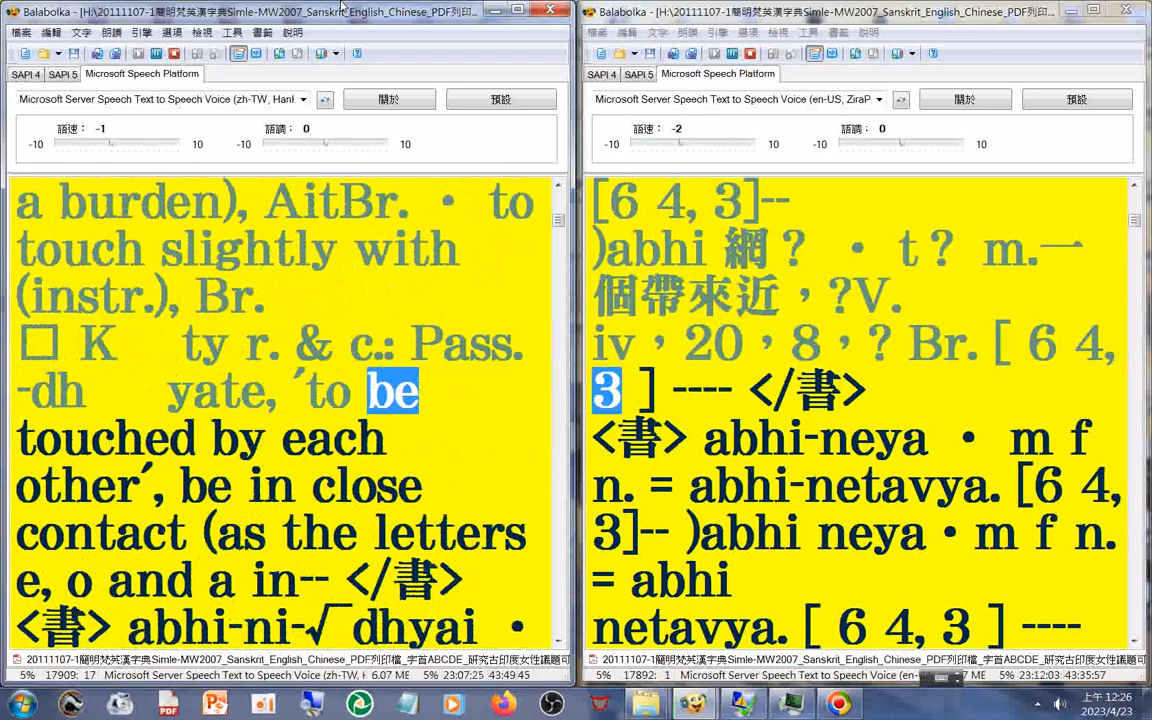 Balabolka - [H:\20111107-1簡明梵英漢字典Simle-MW2007_Sanskrit_English_Chinese_PDF列印...
檔案 編輯 文字 朗讀 引擎 選項 檢視 工具 書籤 說明
SAPI 4 SAPI 5 Microsoft Speech Platform
Microsoft Server Speech Text to Speech Voice (zh-TW, HanH
關於 預設
語速: -1 語調: 0
-10 10 -10 10
a burden), AitBr. • to
touch slightly with
(instr.), Br.
□ K ty r. & c.: Pass.
-dh yate, ´to be
touched by each
other´, be in close
contact (as the letters
e, o and a in-- </書>
<書> abhi-ni-√ dhyai •
20111107-1簡明梵英漢字典Simle-MW2007_Sanskrit_English_Chinese_PDF列印檔_字首ABCDE_研究古印度女性議題可
5% 17909: 17 Microsoft Server Speech Text to Speech Voice (zh-TW, H 6.07 ME 5% 23:07:25 43:49:45
Balabolka - [H:\20111107-1簡明梵英漢字典Simle-MW2007_Sanskrit_English_Chinese_PDF列印...
檔案 編輯 文字 朗讀 引擎 選項 檢視 工具 書籤 說明
SAPI 4 SAPI 5 Microsoft Speech Platform
Microsoft Server Speech Text to Speech Voice (en-US, ZiraP
關於 預設
語速: -2 語調: 0
-10 10 -10 10
[6 4, 3]--
)abhi 網? • t? m.一
個帶來近,?V.
iv,20,8,? Br. [ 6 4,
3 ] ---- </書>
<書> abhi-neya • m f
n. = abhi-netavya. [6 4,
3]-- )abhi neya • m f n.
= abhi
netavya. [ 6 4, 3 ] ----
20111107-1簡明梵英漢字典Simle-MW2007_Sanskrit_English_Chinese_PDF列印檔_字首ABCDE_研究古印度女性議題可
5% 17892: 1 Microsoft Server Speech Text to Speech Voice (en- 5% 23:12:03 43:35:57
上午 12:26
2023/4/23